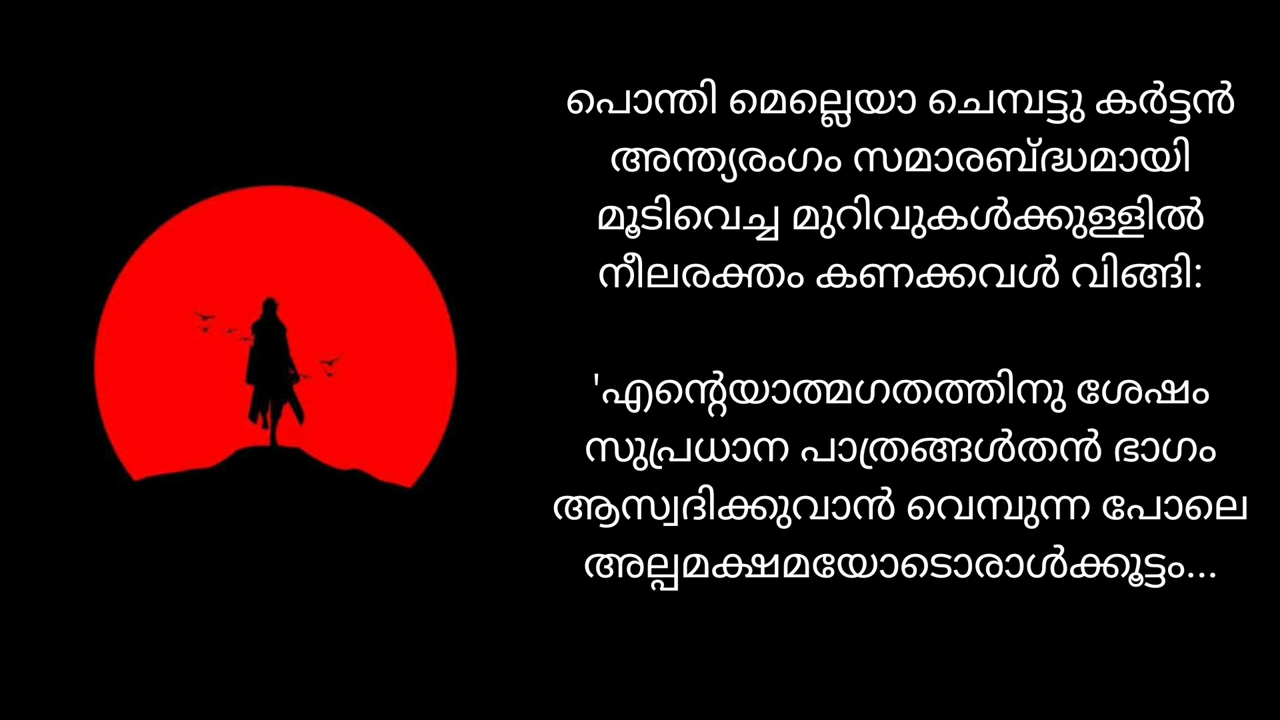 പൊന്തി മെല്ലെയാ ചെമ്പട്ടു കർട്ടൻ
അന്ത്യരംഗം സമാരബ്ദ്ധമായി
മൂടിവെച്ച മുറിവുകൾക്കുള്ളിൽ
നീലരക്തം കണക്കവൾ വിങ്ങി:
'എന്റെയാത്മഗതത്തിനു ശേഷം
സുപ്രധാന പാത്രങ്ങൾതൻ ഭാഗം
ആസ്വദിക്കുവാൻ വെമ്പുന്ന പോലെ
അല്പമക്ഷമയോടൊരാൾക്കൂട്ടം...